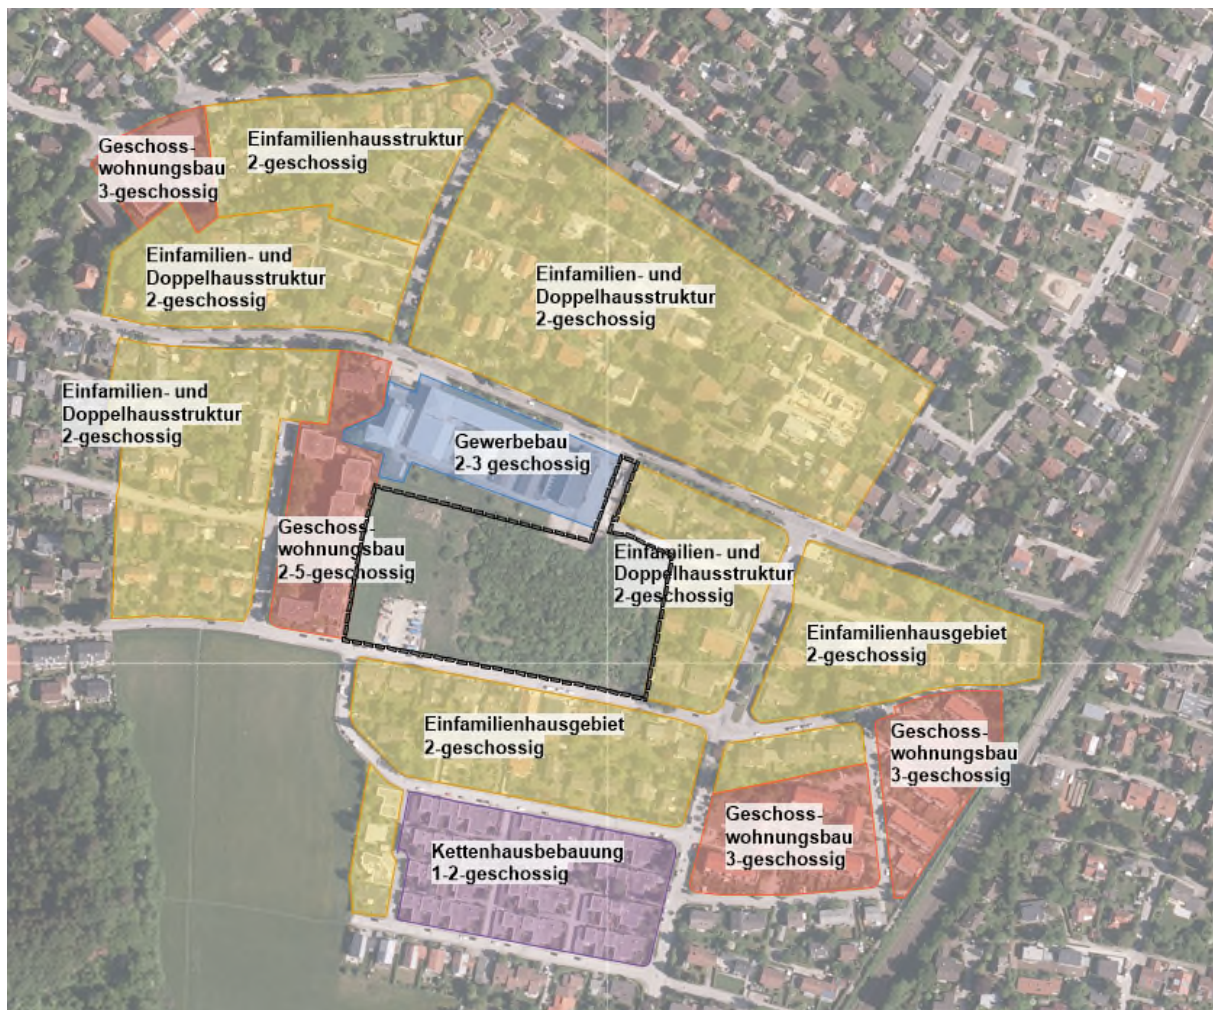 Geschoss-
wohnungsbau
3-geschossig
Einfamilienhausstruktur
2-geschossig
Einfamilien- und
Doppelhausstruktur
2-geschossig
Einfamilien- und
Doppelhausstruktur
2-geschossig
Einfamilien- und
Doppelhausstruktur
2-geschossig
Gewerbebau
2-3 geschossig
Geschoss-
wohnungsbau
2-5-geschossig
Einfamilien- und
Doppelhausstruktur
2-geschossig
Einfamilienhausgebiet
2-geschossig
Einfamilienhausgebiet
2-geschossig
Geschoss-
wohnungsbau
3-geschossig
Geschoss-
wohnungsbau
3-geschossig
Kettenhausbebauung
1-2-geschossig